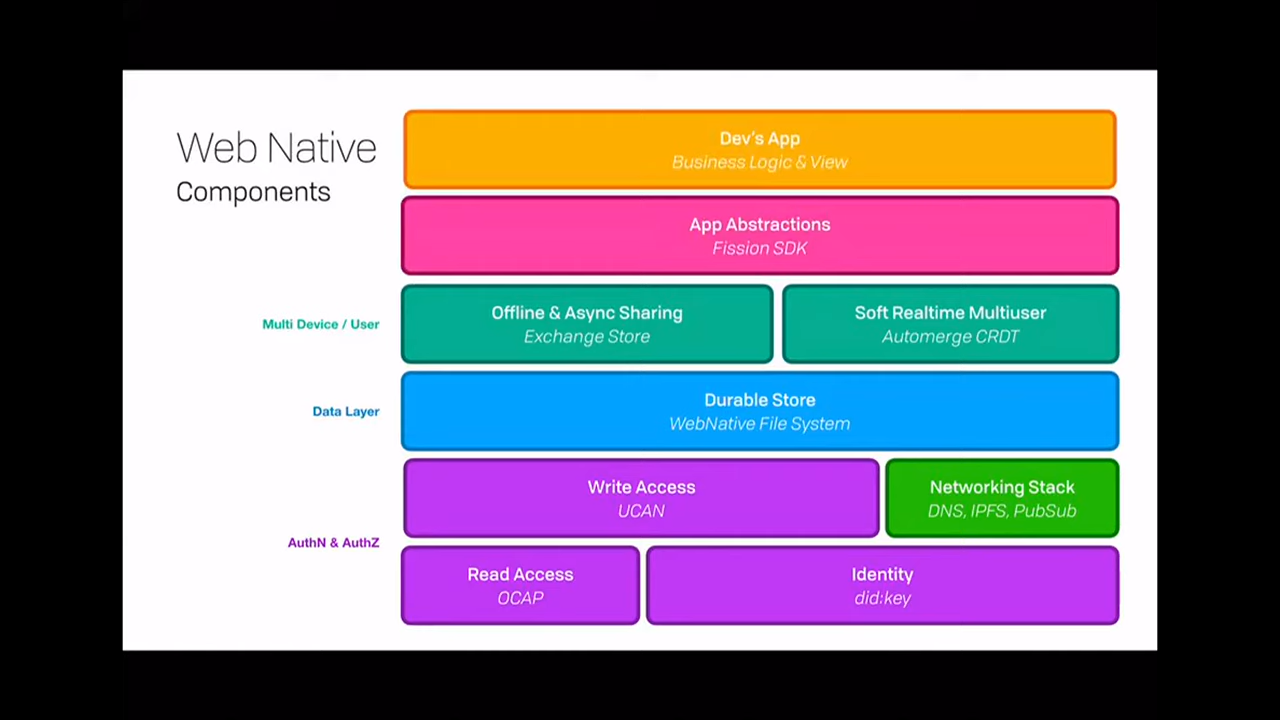 Web Native
Components
Dev's App
Business Logic & View
App Abstractions
Fission SDK
Multi Device / User
Offline & Async Sharing
Exchange Store
Soft Realtime Multiuser
Automerge CRDT
Data Layer
Durable Store
WebNative File System
AuthN & AuthZ
Write Access
UCAN
Networking Stack
DNS, IPFS, PubSub
Read Access
OCAP
Identity
did:key